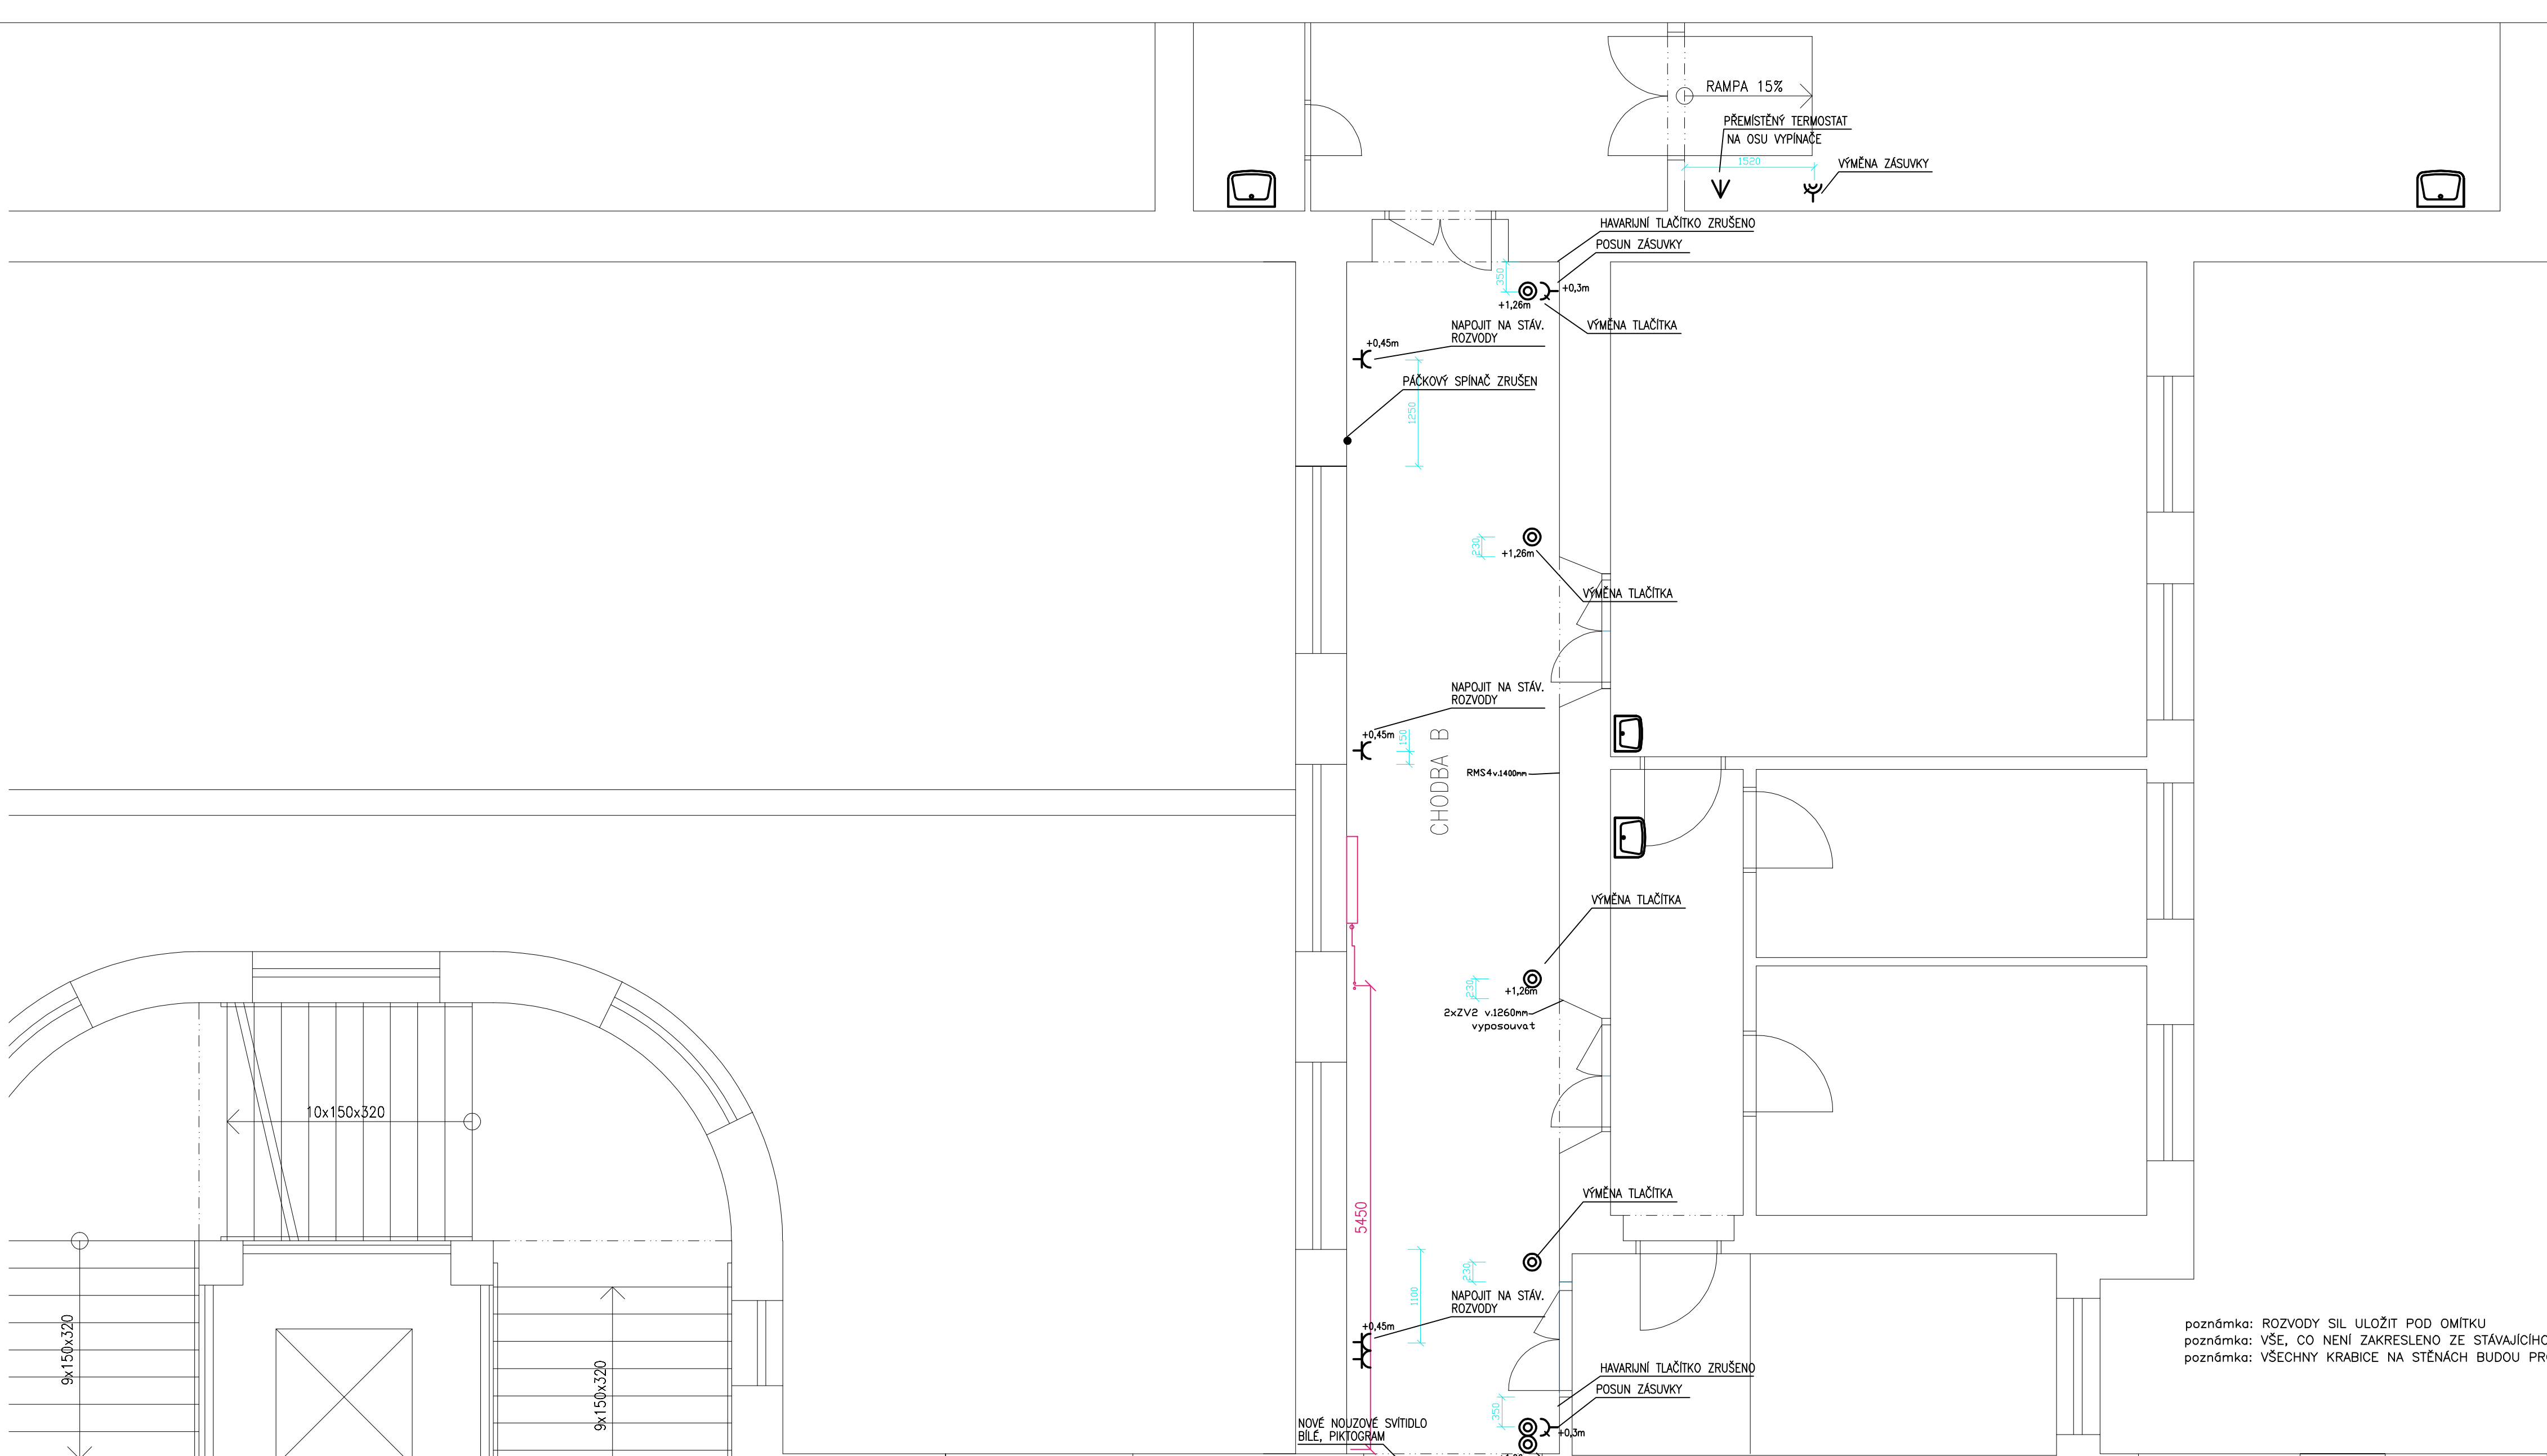 RAMPA 15%
PŘEMÍSTĚNÝ TERMOSTAT
NA OSU VYPÍNAČE
1520
VÝMĚNA ZÁSUVKY
HAVARIJNÍ TLAČÍTKO ZRUŠENO
POSUN ZÁSUVKY
350
+0,3m
+1,26m
NAPOJIT NA STÁV.
ROZVODY
VÝMĚNA TLAČÍTKA
+0,45m
PÁČKOVÝ SPÍNAČ ZRUŠEN
1250
230
+1,26m
VÝMĚNA TLAČÍTKA
NAPOJIT NA STÁV.
ROZVODY
+0,45m
150
CHODBA B
RMS4v.1400mm
VÝMĚNA TLAČÍTKA
230
+1,26m
2xZV2 v.1260mm
vyposouvat
10x150x320
VÝMĚNA TLAČÍTKA
5450
230
1100
NAPOJIT NA STÁV.
ROZVODY
+0,45m
9x150x320
9x150x320
poznámka: ROZVODY SIL ULOŽIT POD OMÍTKU
poznámka: VŠE, CO NENÍ ZAKRESLENO ZE STÁVAJÍCÍHO
poznámka: VŠECHNY KRABICE NA STĚNÁCH BUDOU
HAVARIJNÍ TLAČÍTKO ZRUŠENO
POSUN ZÁSUVKY
350
+0,3m
NOVÉ NOUZOVÉ SVÍTIDLO
BÍLÉ, PIKTOGRAM